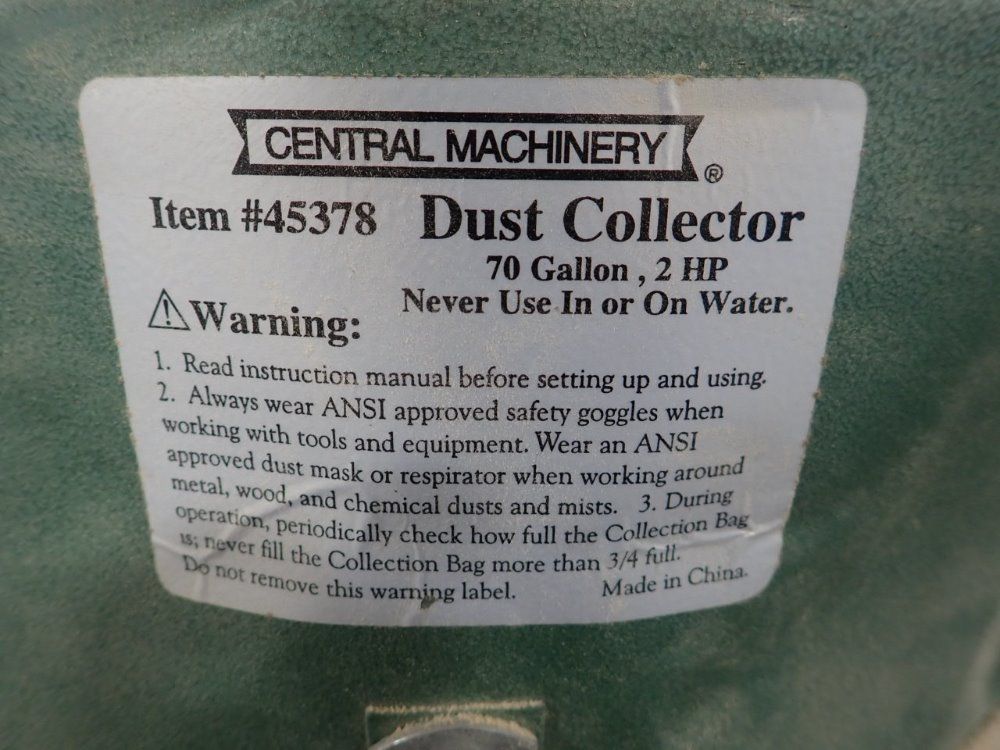 CENTRAL MACHINERY ®
Item #45378 Dust Collector
70 Gallon , 2 HP
Never Use In or On Water.
⚠Warning:
1. Read instruction manual before setting up and using.
2. Always wear ANSI approved safety goggles when
working with tools and equipment. Wear an ANSI
approved dust mask or respirator when working around
metal, wood, and chemical dusts and mists. 3. During
operation, periodically check how full the Collection Bag
is; never fill the Collection Bag more than 3/4 full.
Do not remove this warning label. Made in China.